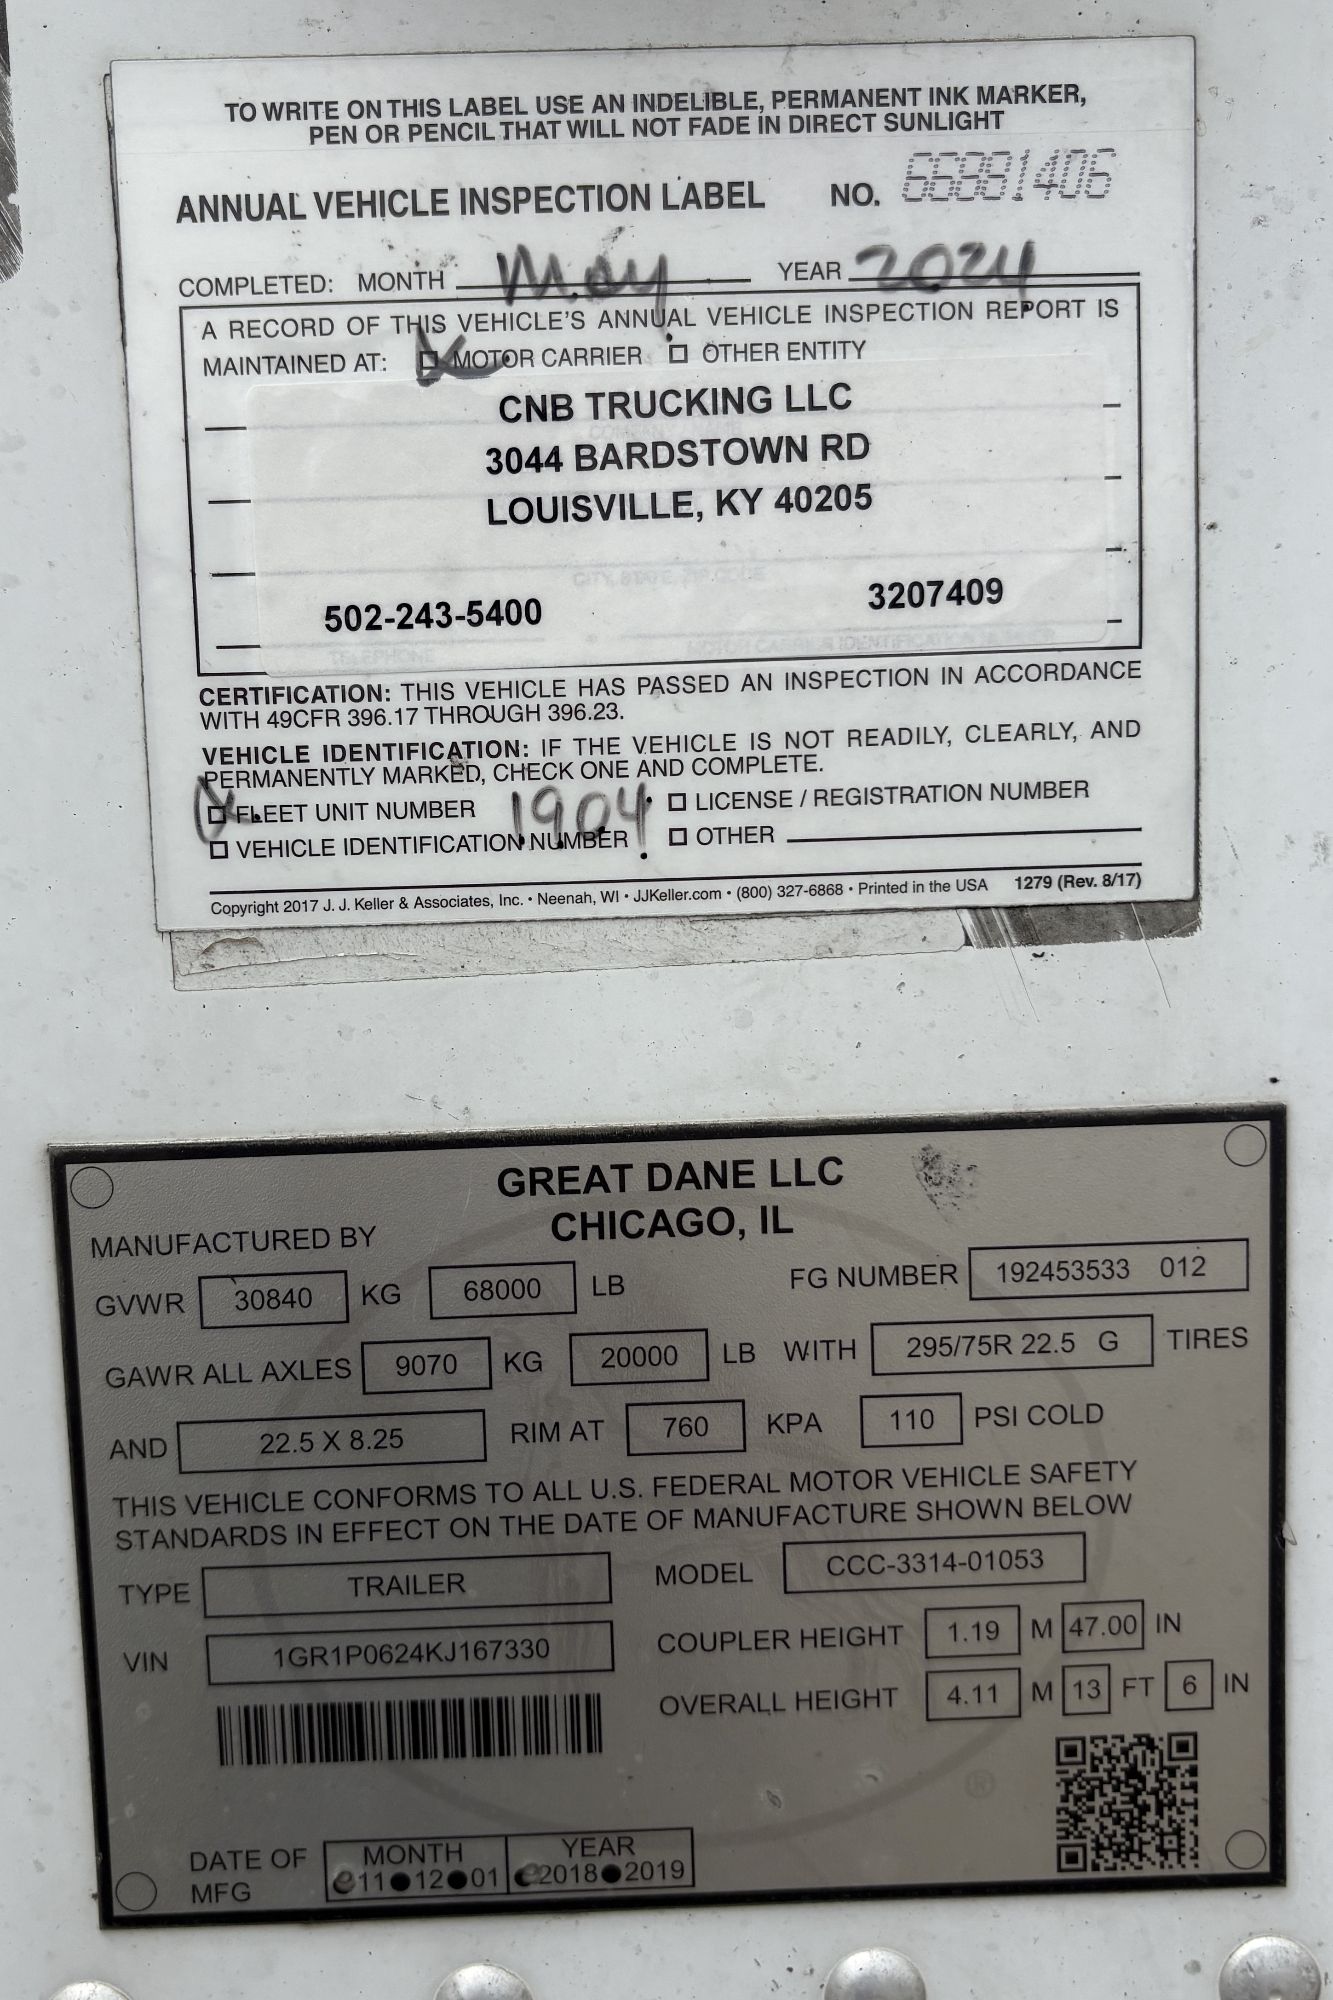 TO WRITE ON THIS LABEL USE AN INDELIBLE, PERMANENT INK MARKER,
PEN OR PENCIL THAT WILL NOT FADE IN DIRECT SUNLIGHT
ANNUAL VEHICLE INSPECTION LABEL NO. 66881406
COMPLETED: MONTH May YEAR 2024
A RECORD OF THIS VEHICLE'S ANNUAL VEHICLE INSPECTION REPORT IS
MAINTAINED AT: ☒ MOTOR CARRIER ☐ OTHER ENTITY
CNB TRUCKING LLC
3044 BARDSTOWN RD
LOUISVILLE, KY 40205
CITY, STATE, ZIP CODE
502-243-5400 3207409
TELEPHONE MOTOR CARRIER IDENTIFICATION NUMBER
CERTIFICATION: THIS VEHICLE HAS PASSED AN INSPECTION IN ACCORDANCE
WITH 49CFR 396.17 THROUGH 396.23.
VEHICLE IDENTIFICATION: IF THE VEHICLE IS NOT READILY, CLEARLY, AND
PERMANENTLY MARKED, CHECK ONE AND COMPLETE.
☒ FLEET UNIT NUMBER 1904 ☐ LICENSE / REGISTRATION NUMBER
☐ VEHICLE IDENTIFICATION NUMBER ☐ OTHER
Copyright 2017 J. J. Keller & Associates, Inc. • Neenah, WI • JJKeller.com • (800) 327-6868 • Printed in the USA 1279 (Rev. 8/17)
GREAT DANE LLC
MANUFACTURED BY CHICAGO, IL
GVWR 30840 KG 68000 LB FG NUMBER 192453533 012
GAWR ALL AXLES 9070 KG 20000 LB WITH 295/75R 22.5 G TIRES
AND 22.5 X 8.25 RIM AT 760 KPA 110 PSI COLD
THIS VEHICLE CONFORMS TO ALL U.S. FEDERAL MOTOR VEHICLE SAFETY
STANDARDS IN EFFECT ON THE DATE OF MANUFACTURE SHOWN BELOW
TYPE TRAILER MODEL CCC-3314-01053
VIN 1GR1P0624KJ167330 COUPLER HEIGHT 1.19 M 47.00 IN
OVERALL HEIGHT 4.11 M 13 FT 6 IN
®
DATE OF MFG MONTH YEAR
11●12●01 2018●2019